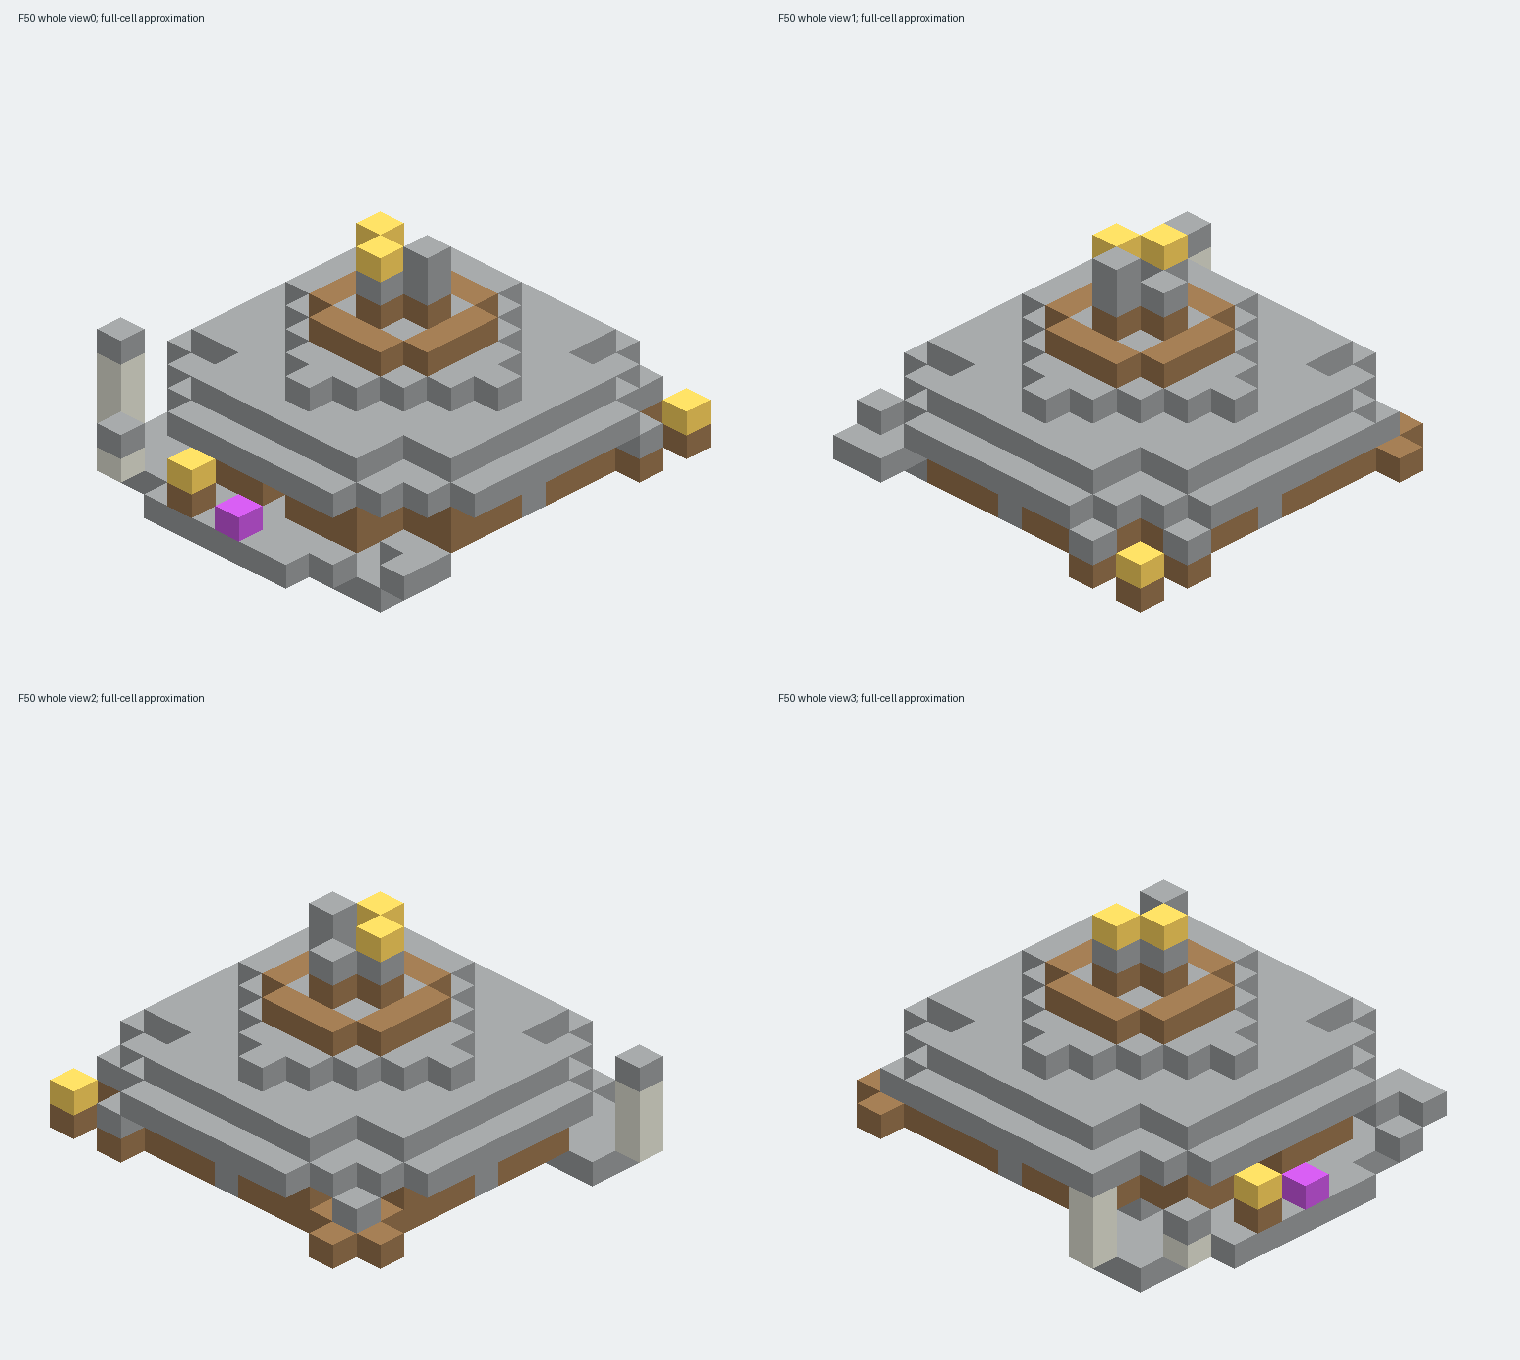 F50 whole view0; full-cell approximation
F50 whole view1; full-cell approximation
F50 whole view2; full-cell approximation
F50 whole view3; full-cell approximation